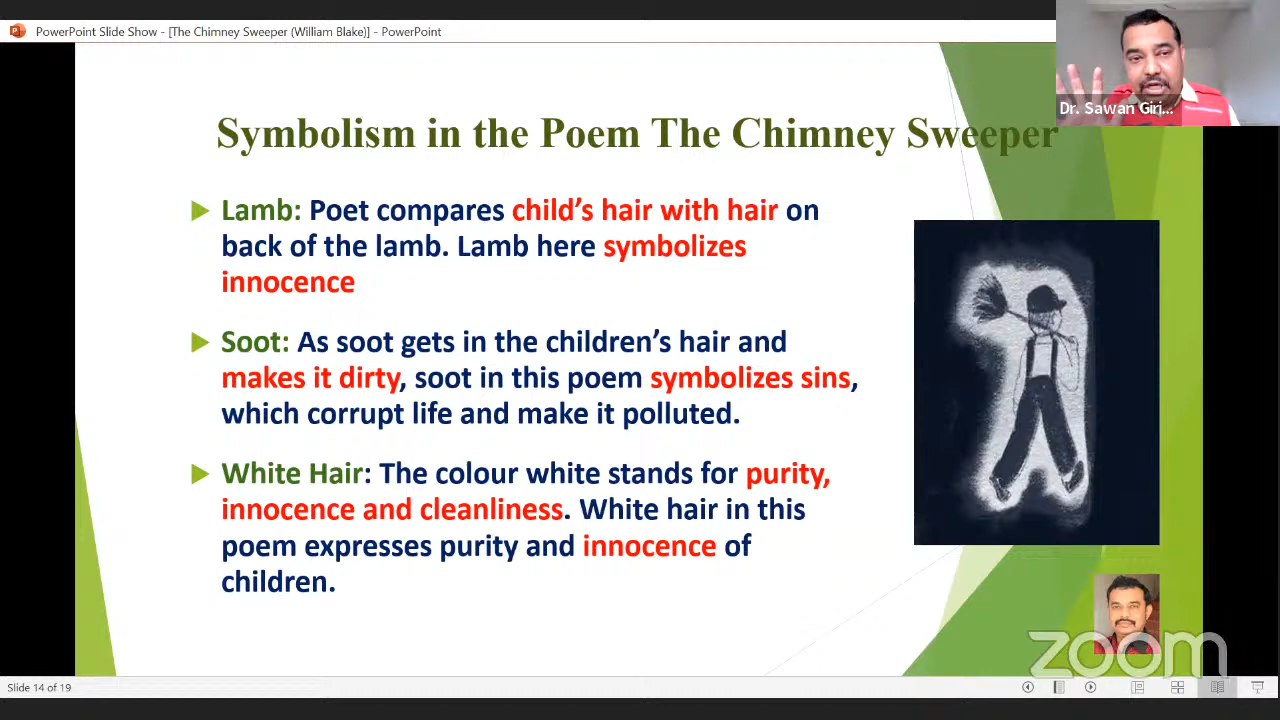 PowerPoint Slide Show - [The Chimney Sweeper (William Blake)] - PowerPoint
Dr. Sawan Giri...
Symbolism in the Poem The Chimney Sweeper
Lamb: Poet compares child's hair with hair on
back of the lamb. Lamb here symbolizes
innocence
Soot: As soot gets in the children's hair and
makes it dirty, soot in this poem symbolizes sins,
which corrupt life and make it polluted.
White Hair: The colour white stands for purity,
innocence and cleanliness. White hair in this
poem expresses purity and innocence of
children.
zoom
Slide 14 of 19